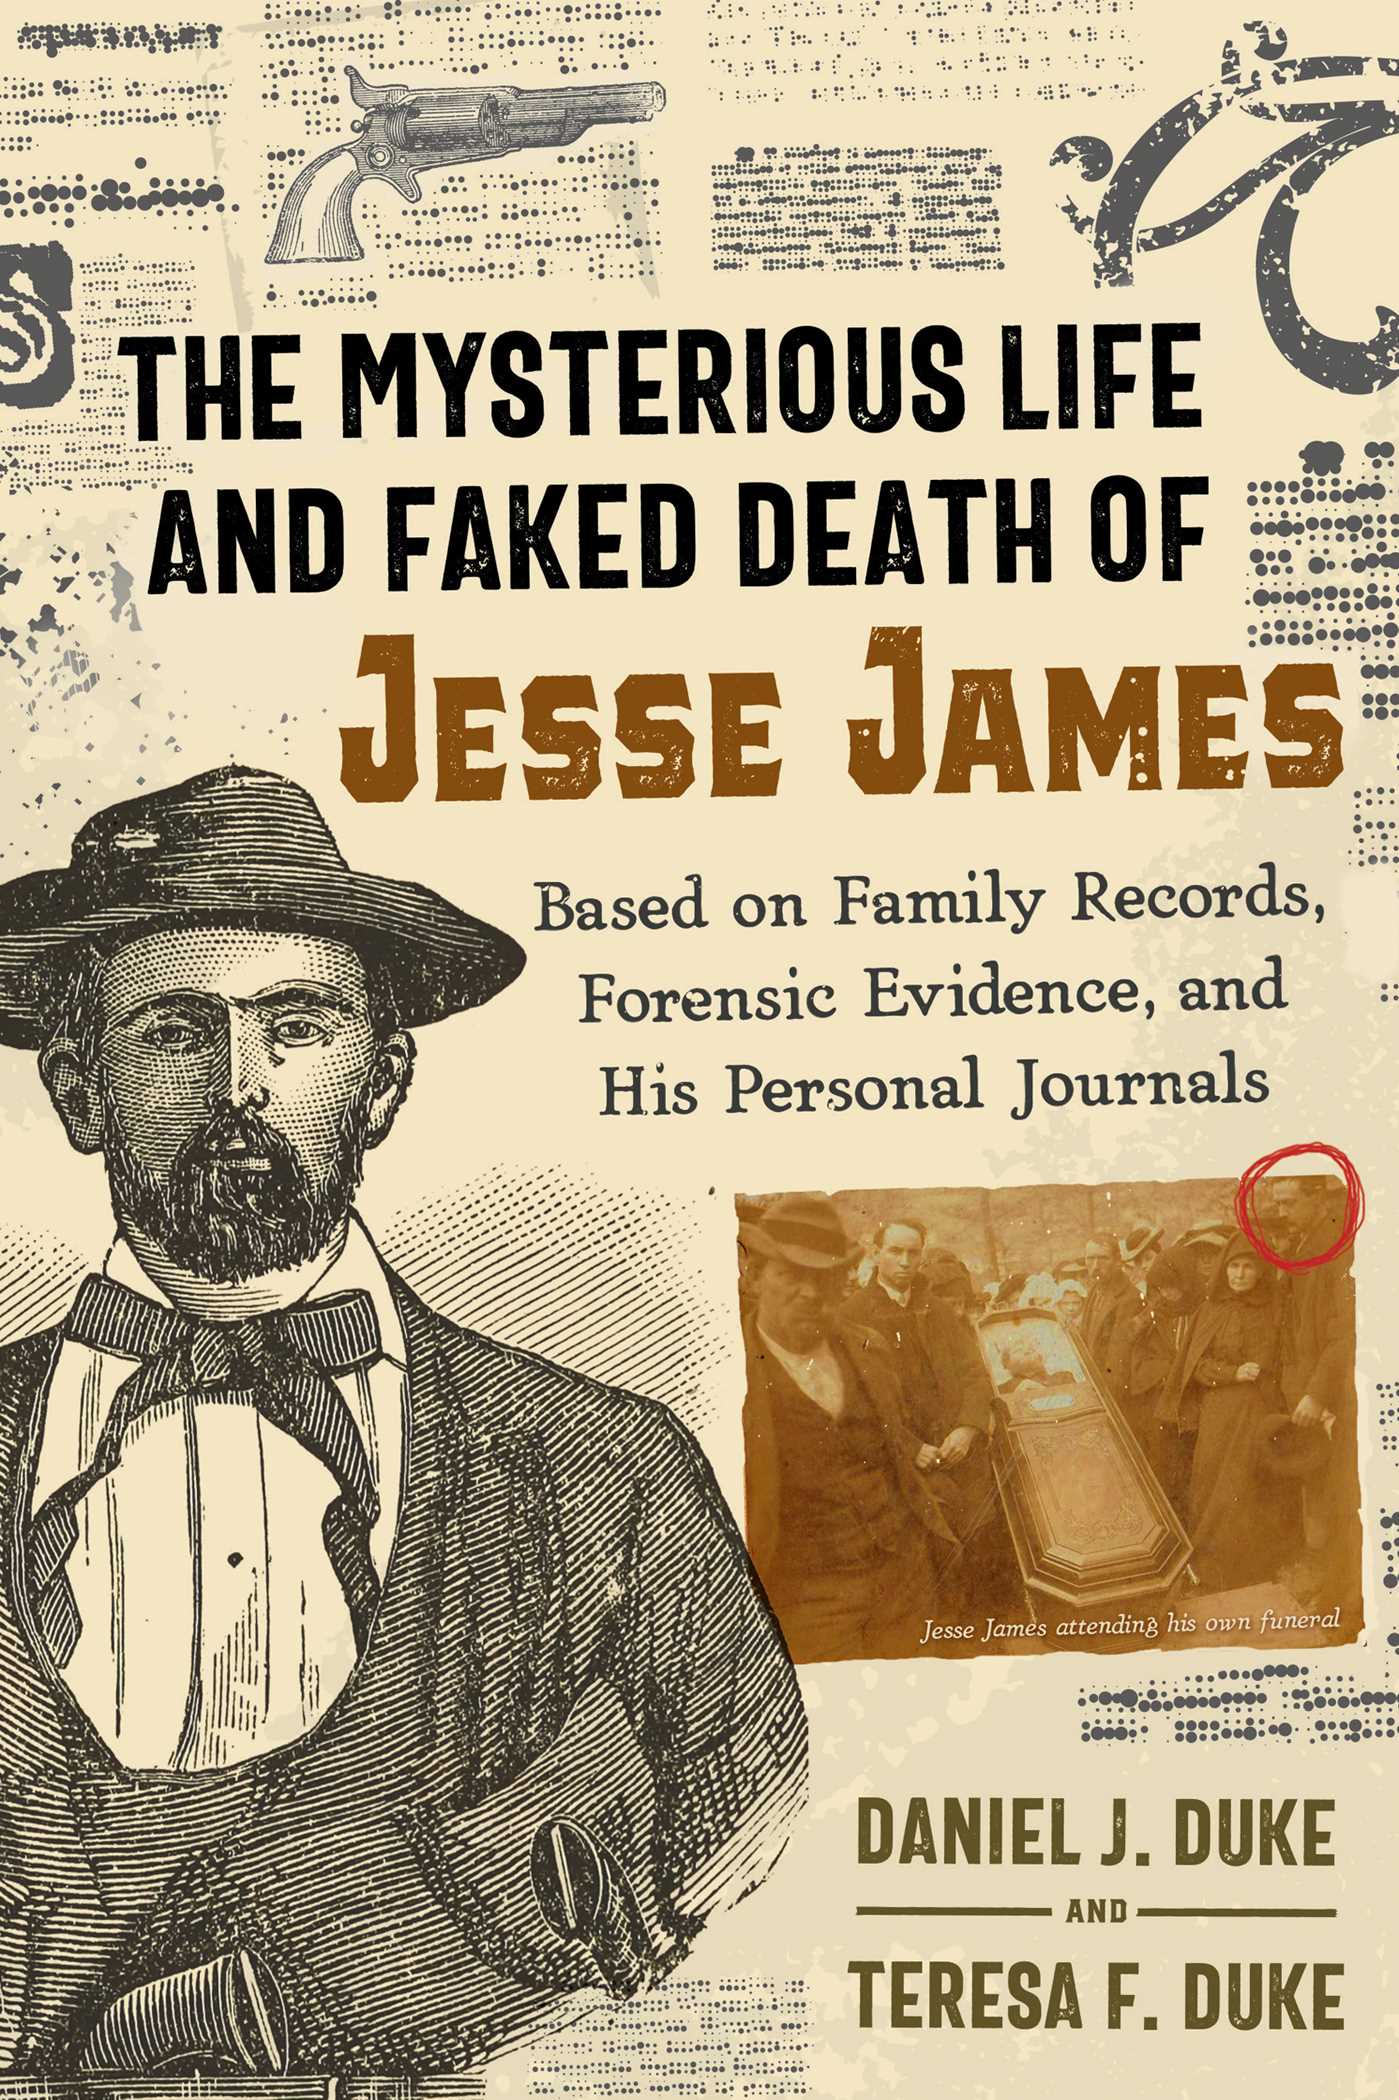 THE MYSTERIOUS LIFE
AND FAKED DEATH OF
JESSE JAMES
Based on Family Records,
Forensic Evidence, and
His Personal Journals
Jesse James attending his own funeral
DANIEL J. DUKE
AND
TERESA F. DUKE